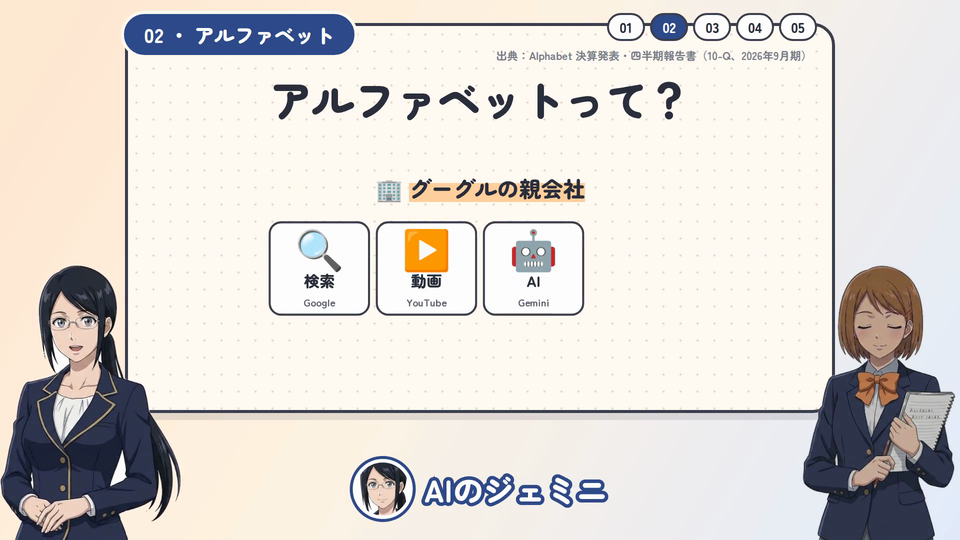 02 ・ アルファベット
01 02 03 04 05
出典：Alphabet 決算発表・四半期報告書（10-Q、2026年9月期）
アルファベットって？
グーグルの親会社
検索 動画 AI
Google YouTube Gemini
AIのジェミニ